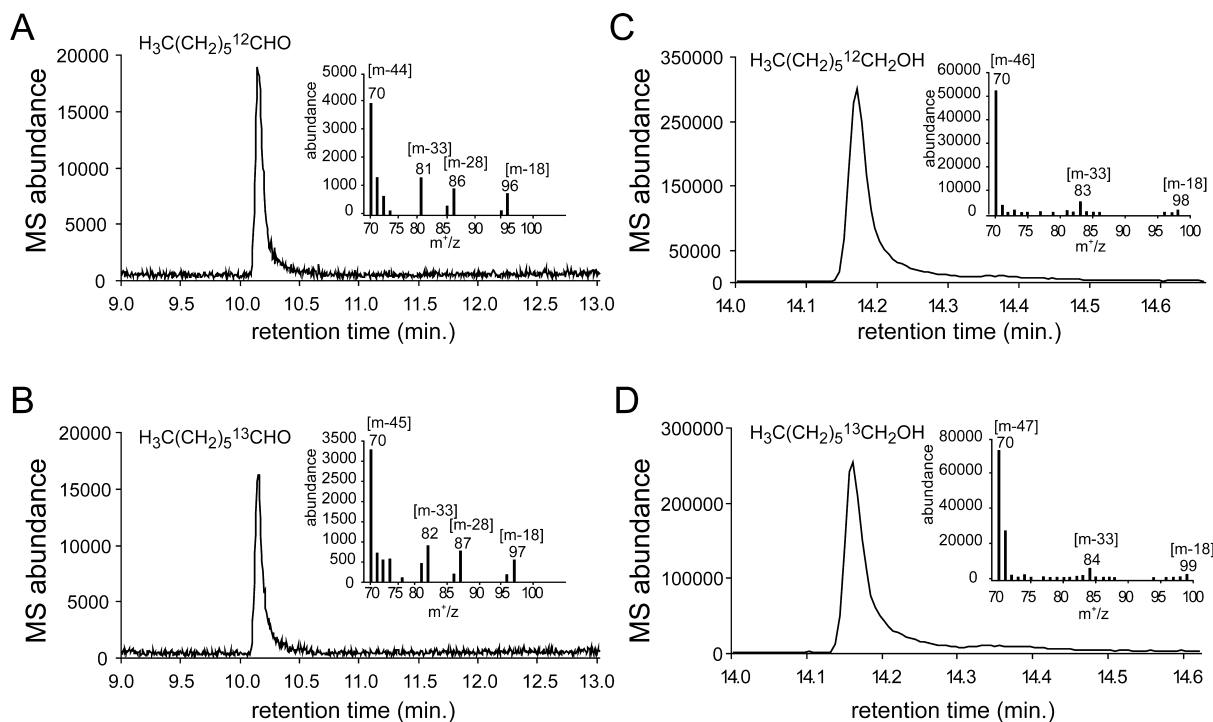 A
H₃C(CH₂)₅¹²CHO
MS abundance
20000
15000
10000
5000
0
9.0 9.5 10.0 10.5 11.0 11.5 12.0 12.5 13.0
retention time (min.)
abundance
5000
4000
3000
2000
1000
0
[m-44]
70
[m-33]
81
[m-28]
86
[m-18]
96
70 75 80 85 90 95 100
m⁺/z
C
H₃C(CH₂)₅¹²CH₂OH
MS abundance
350000
250000
150000
50000
0
14.0 14.1 14.2 14.3 14.4 14.5 14.6
retention time (min.)
abundance
60000
50000
40000
30000
20000
10000
0
[m-46]
70
[m-33]
83
[m-18]
98
70 75 80 85 90 95 100
m⁺/z
B
H₃C(CH₂)₅¹³CHO
MS abundance
20000
15000
10000
5000
0
9.0 9.5 10.0 10.5 11.0 11.5 12.0 12.5 13.0
retention time (min.)
abundance
3500
3000
2500
2000
1500
1000
500
0
[m-45]
70
[m-33]
82
[m-28]
87
[m-18]
97
70 75 80 85 90 95 100
m⁺/z
D
H₃C(CH₂)₅¹³CH₂OH
MS abundance
300000
200000
100000
0
14.0 14.1 14.2 14.3 14.4 14.5 14.6
retention time (min.)
abundance
80000
60000
40000
20000
0
[m-47]
70
[m-33]
84
[m-18]
99
70 75 80 85 90 95 100
m⁺/z